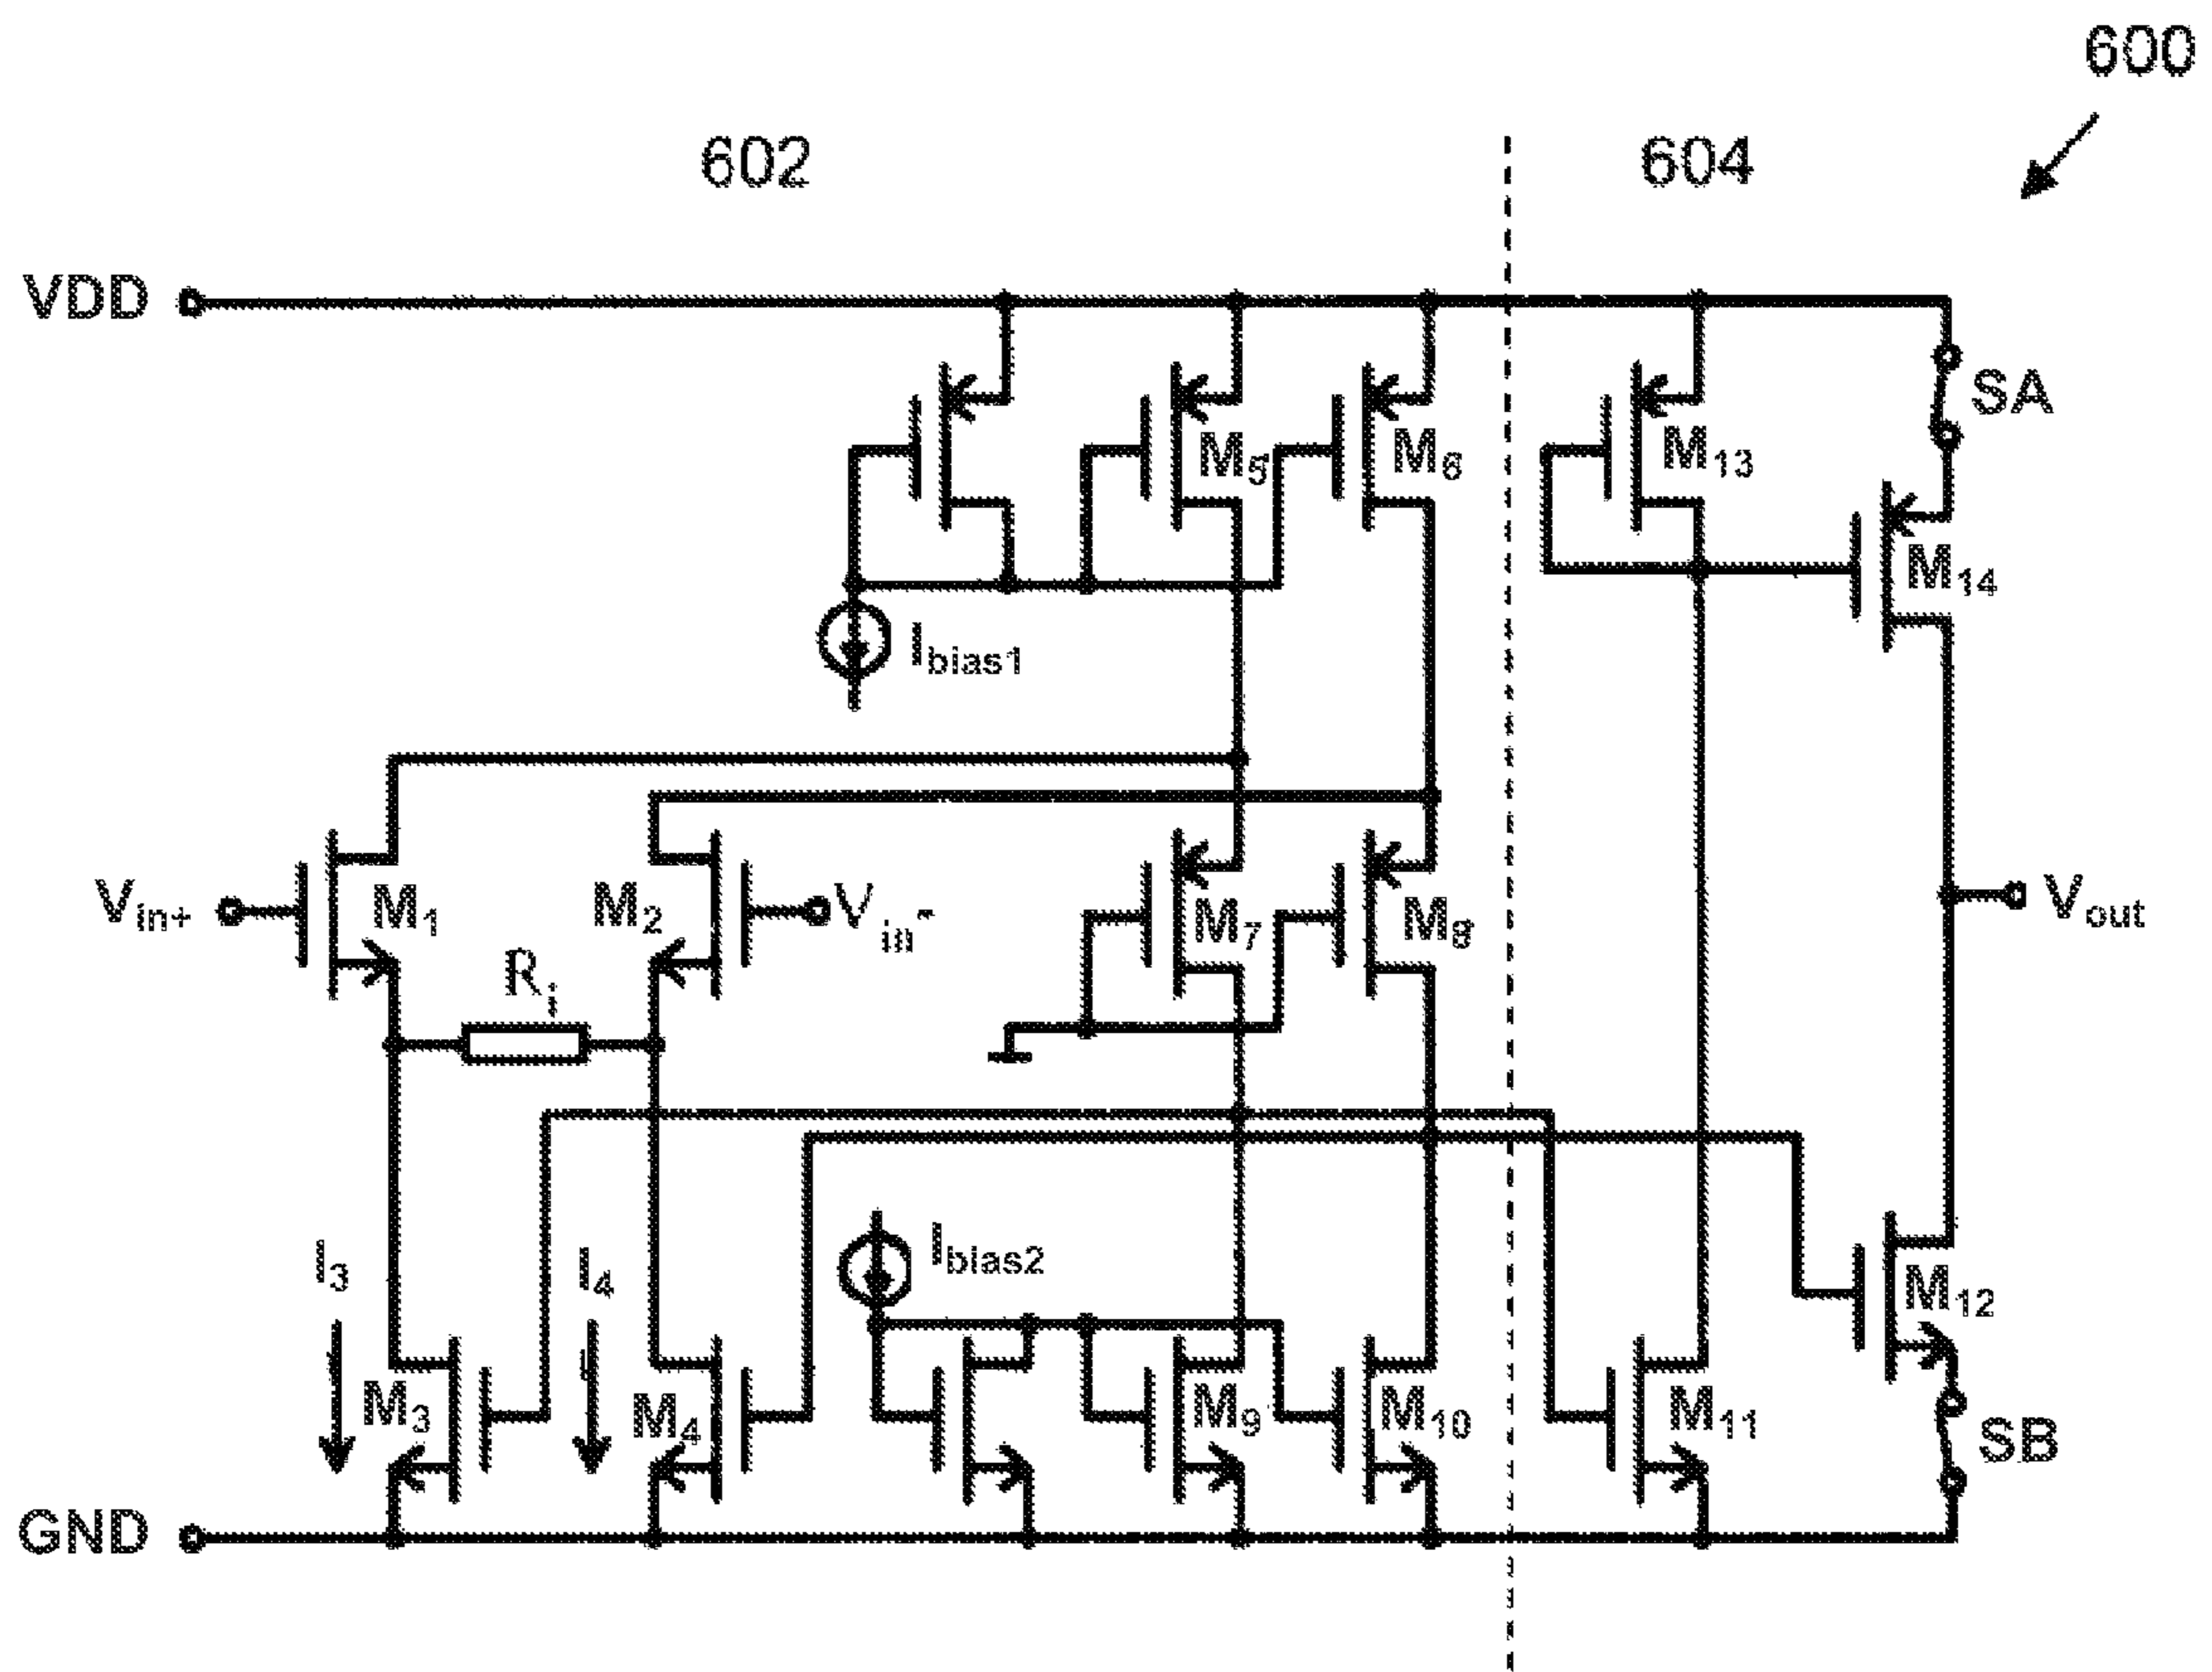 600
602
604
VDD
SA
M5
M6
M13
M14
Ibias1
Vin+
M1
M2
Vin-
M7
M8
Vout
Ri
I3
I4
Ibias2
M12
M3
M4
M9
M10
M11
SB
GND